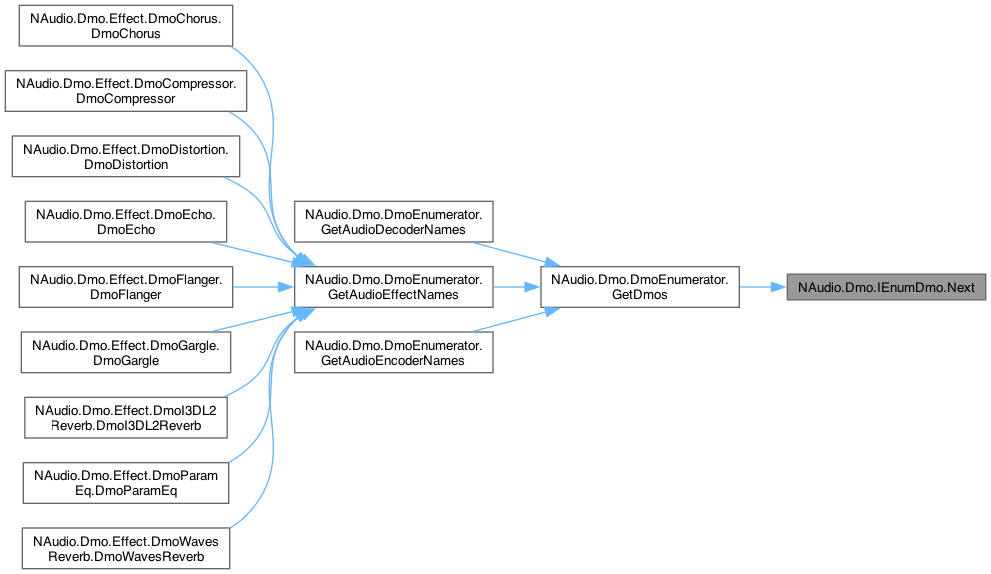 NAudio.Dmo.Effect.DmoChorus.
DmoChorus
NAudio.Dmo.Effect.DmoCompressor.
DmoCompressor
NAudio.Dmo.Effect.DmoDistortion.
DmoDistortion
NAudio.Dmo.Effect.DmoEcho.
DmoEcho
NAudio.Dmo.Effect.DmoFlanger.
DmoFlanger
NAudio.Dmo.Effect.DmoGargle.
DmoGargle
NAudio.Dmo.Effect.DmoI3DL2
Reverb.DmoI3DL2Reverb
NAudio.Dmo.Effect.DmoParam
Eq.DmoParamEq
NAudio.Dmo.Effect.DmoWaves
Reverb.DmoWavesReverb
NAudio.Dmo.DmoEnumerator.
GetAudioDecoderNames
NAudio.Dmo.DmoEnumerator.
GetAudioEffectNames
NAudio.Dmo.DmoEnumerator.
GetAudioEncoderNames
NAudio.Dmo.DmoEnumerator.
GetDmos
NAudio.Dmo.IEnumDmo.Next